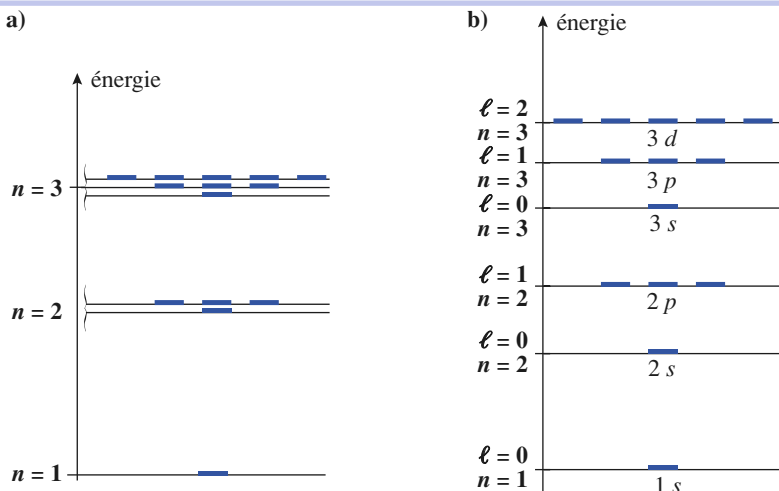 a)
énergie
n = 3
n = 2
n = 1
b)
énergie
ℓ = 2
n = 3
3 d
ℓ = 1
n = 3
3 p
ℓ = 0
n = 3
3 s
ℓ = 1
n = 2
2 p
ℓ = 0
n = 2
2 s
ℓ = 0
n = 1
1 s